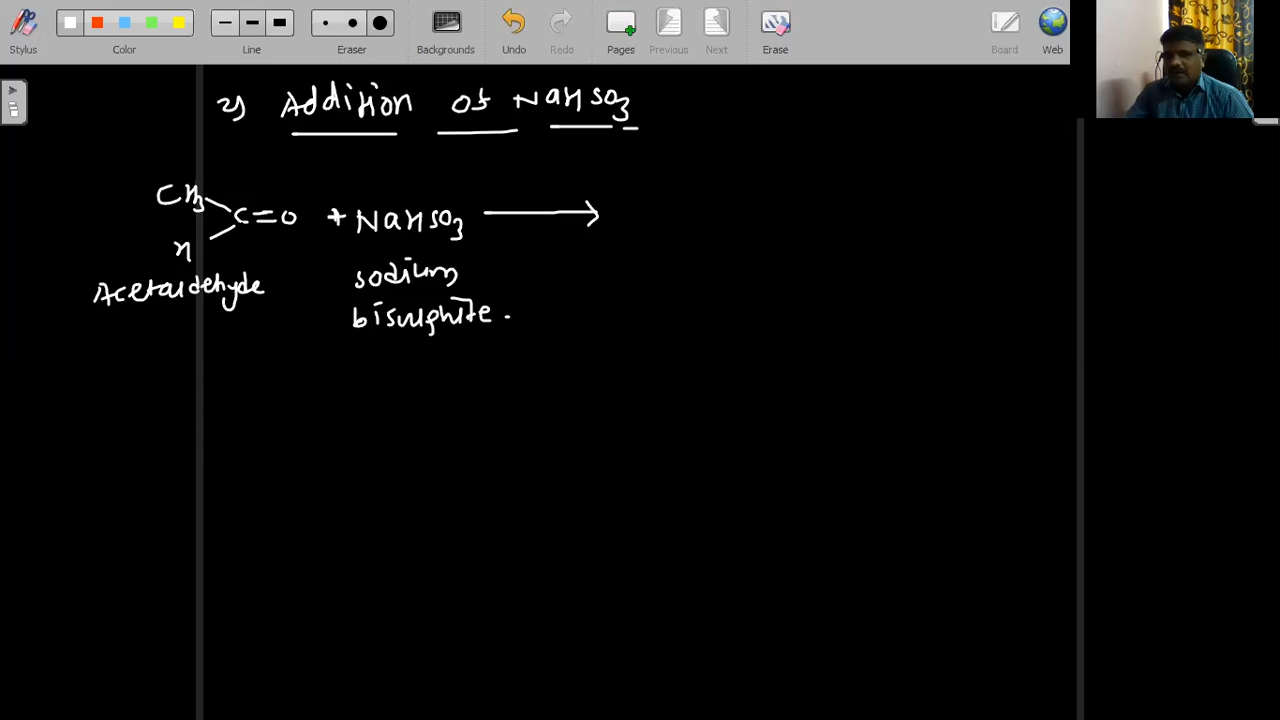 Stylus Color Line Eraser Backgrounds Undo Redo Pages Previous Next Erase Board Web
2) Addition of NaHSO3
CH3
C=O + NaHSO3
H
Acetaldehyde
sodium
bisulphite.